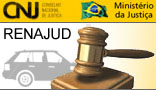 CNJ CONSELHO
NACIONAL
DE JUSTIÇA
Ministério
da Justiça
RENAJUD